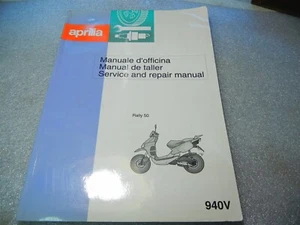 aprilia
Manuale d'officina
Manual de taller
Service and repair manual
Rally 50
940V